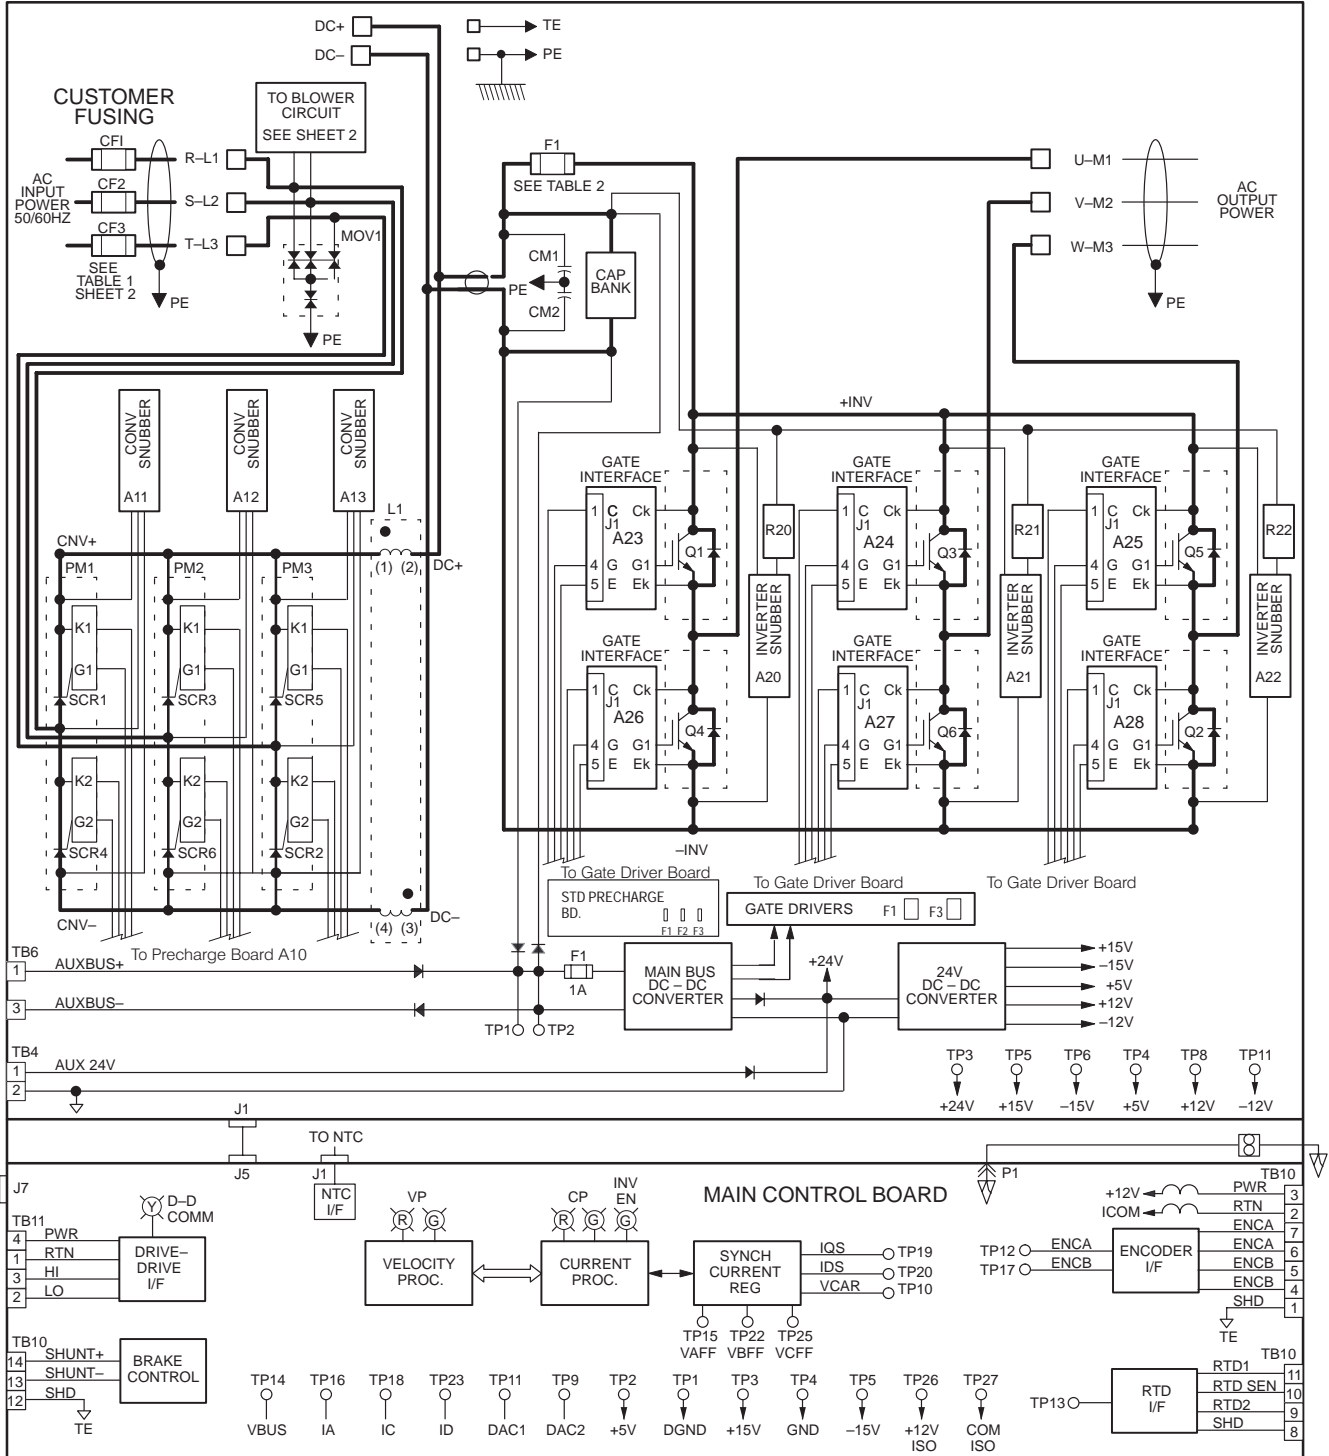 DC+
TE
DC–
PE
CUSTOMER
FUSING
TO BLOWER
CIRCUIT
SEE SHEET 2
CF1
R–L1
F1
SEE TABLE 2
U–M1
AC
INPUT
POWER
50/60HZ
CF2
S–L2
V–M2
AC
OUTPUT
POWER
CF3
T–L3
MOV1
W–M3
SEE
TABLE 1
SHEET 2
PE
PE
CM1
PE
CM2
CAP
BANK
PE
CONV
SNUBBER
A11
CONV
SNUBBER
A12
CONV
SNUBBER
A13
L1
+INV
GATE
INTERFACE
1 C Ck
J1
A23
4 G G1
5 E Ek
Q1
R20
GATE
INTERFACE
1 C Ck
J1
A24
4 G G1
5 E Ek
Q3
R21
GATE
INTERFACE
1 C Ck
J1
A25
4 G G1
5 E Ek
Q5
R22
CNV+
(1) (2)
DC+
PM1
PM2
PM3
K1
K1
K1
G1
G1
G1
SCR1
SCR3
SCR5
INVERTER
SNUBBER
A20
INVERTER
SNUBBER
A21
INVERTER
SNUBBER
A22
GATE
INTERFACE
1 C Ck
J1
A26
4 G G1
5 E Ek
Q4
GATE
INTERFACE
1 C Ck
J1
A27
4 G G1
5 E Ek
Q6
GATE
INTERFACE
1 C Ck
J1
A28
4 G G1
5 E Ek
Q2
K2
K2
K2
G2
G2
G2
SCR4
SCR6
SCR2
–INV
CNV–
(4) (3)
DC–
To Precharge Board A10
To Gate Driver Board
To Gate Driver Board
To Gate Driver Board
STD PRECHARGE
BD.
F1 F2 F3
GATE DRIVERS
F1
F3
TB6
1
AUXBUS+
F1
1A
MAIN BUS
DC – DC
CONVERTER
+24V
24V
DC – DC
CONVERTER
+15V
–15V
+5V
+12V
–12V
3
AUXBUS–
TP1
TP2
TB4
1
AUX 24V
2
TP3
TP5
TP6
TP4
TP8
TP11
+24V
+15V
–15V
+5V
+12V
–12V
J1
J5
TO NTC
J1
NTC
I/F
P1
8
J7
D–D
COMM
Y
TB11
4 PWR
1 RTN
3 HI
2 LO
DRIVE–
DRIVE
I/F
VP
R G
VELOCITY
PROC.
CP
INV
EN
R G G
CURRENT
PROC.
MAIN CONTROL BOARD
SYNCH
CURRENT
REG
IQS
TP19
IDS
TP20
VCAR
TP10
TP15
VAFF
TP22
VBFF
TP25
VCFF
TB10
+12V
PWR 3
ICOM
RTN 2
ENCA 7
TP12
ENCA
ENCODER
I/F
ENCA 6
TP17
ENCB
ENCB 5
ENCB 4
SHD 1
TE
TB10
14 SHUNT+
13 SHUNT–
12 SHD
TE
BRAKE
CONTROL
TP14
TP16
TP18
TP23
TP11
TP9
TP2
TP1
TP3
TP4
TP5
TP26
TP27
VBUS
IA
IC
ID
DAC1
DAC2
+5V
DGND
+15V
GND
–15V
+12V
ISO
COM
ISO
TB10
TP13
RTD
I/F
RTD1 11
RTD SEN 10
RTD2 9
SHD 8